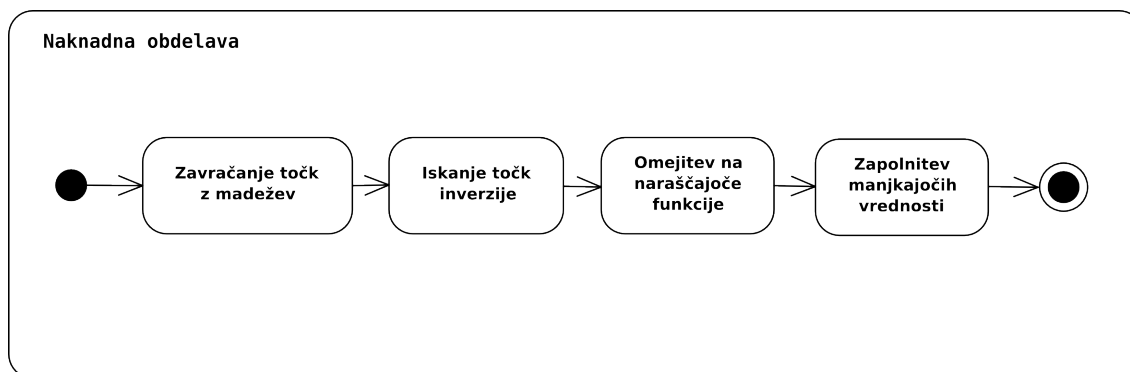 Naknadna obdelava
Zavračanje točk
z madežev
Iskanje točk
inverzije
Omejitev na
naraščajoče
funkcije
Zapolnitev
manjkajočih
vrednosti